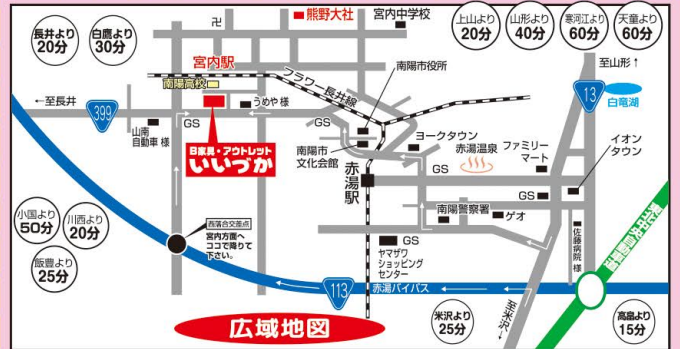 長井より
20分
白鷹より
30分
卍
熊野大社
宮内中学校
上山より
20分
山形より
40分
寒河江より
60分
天童より
60分
宮内駅
南陽高校
フラワー長井線
南陽市役所
至山形↑
13
白竜湖
←至長井
399
うめや 様
GS
山南
自動車 様
GS
B家具・アウトレット
いいづか
南陽市
文化会館
ヨークタウン
赤湯温泉
ファミリー
マート
イオン
タウン
赤湯駅
GS
GS
小国より
50分
川西より
20分
飯豊より
25分
西落合交差点
宮内方面へ
ココで降りて
下さい。
南陽警察署
ゲオ
GS
ヤマザワ
ショッピング
センター
佐藤病院 様
113
赤湯バイパス
広域地図
米沢より
25分
至米沢↓
高畠より
15分